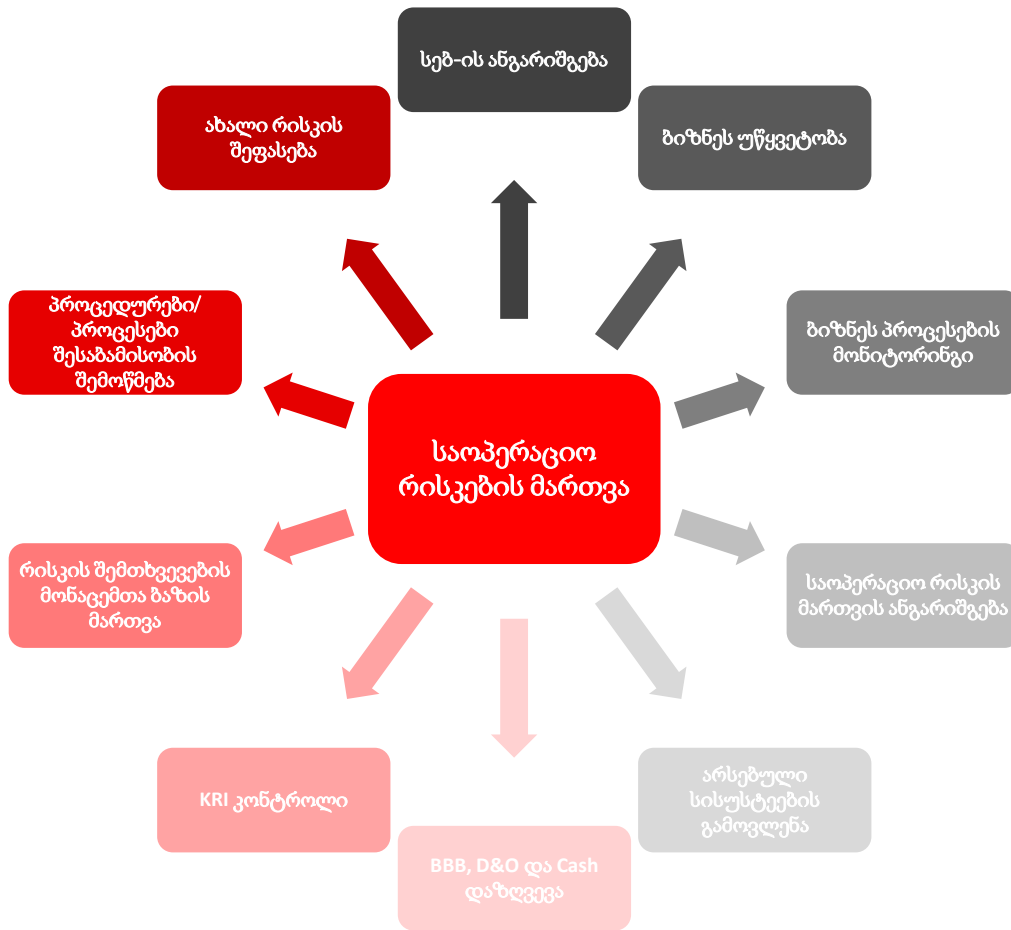 სებ-ის ანგარიშგება
ახალი რისკის
შეფასება
ბიზნეს უწყვეტობა
პროცედურები/
პროცესები
შესაბამისობის
შემოწმება
ბიზნეს პროცესების
მონიტორინგი
საოპერაციო
რისკების მართვა
რისკის შემთხვევების
მონაცემთა ბაზის
მართვა
საოპერაციო რისკის
მართვის ანგარიშგება
KRI კონტროლი
არსებული
სისუსტეების
გამოვლენა
BBB, D&O და Cash
დაზღვევა